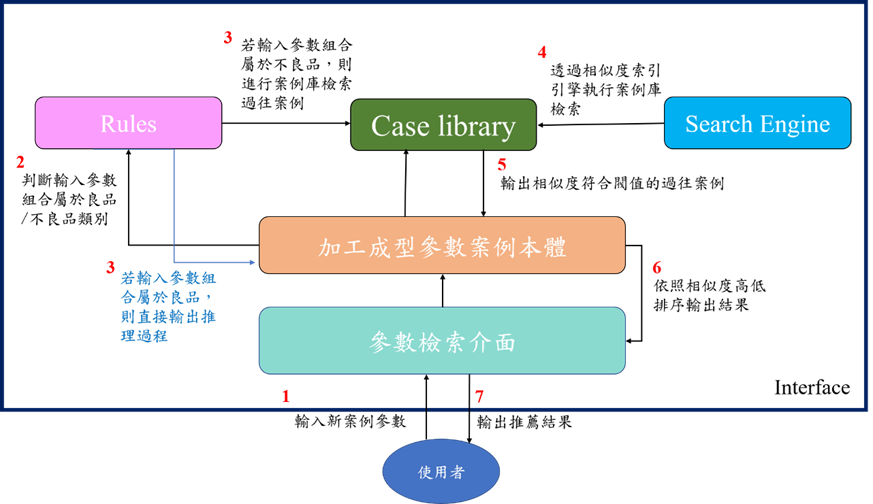 3
若輸入參數組合
屬於不良品，則
進行案例庫檢索
過往案例
4
透過相似度索引
引擎執行案例庫
檢索
Rules
Case library
Search Engine
2
判斷輸入參數
組合屬於良品
/不良品類別
5
輸出相似度符合閥值的過往案例
加工成型參數案例本體
3
若輸入參數組
合屬於良品，
則直接輸出推
理過程
6
依照相似度高低
排序輸出結果
參數檢索介面
Interface
1
輸入新案例參數
7
輸出推薦結果
使用者